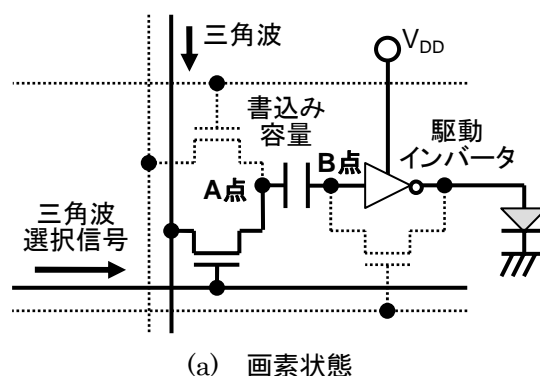 三角波
V_DD
書込み
容量
駆動
インバータ
B点
A点
三角波
選択信号
(a) 画素状態